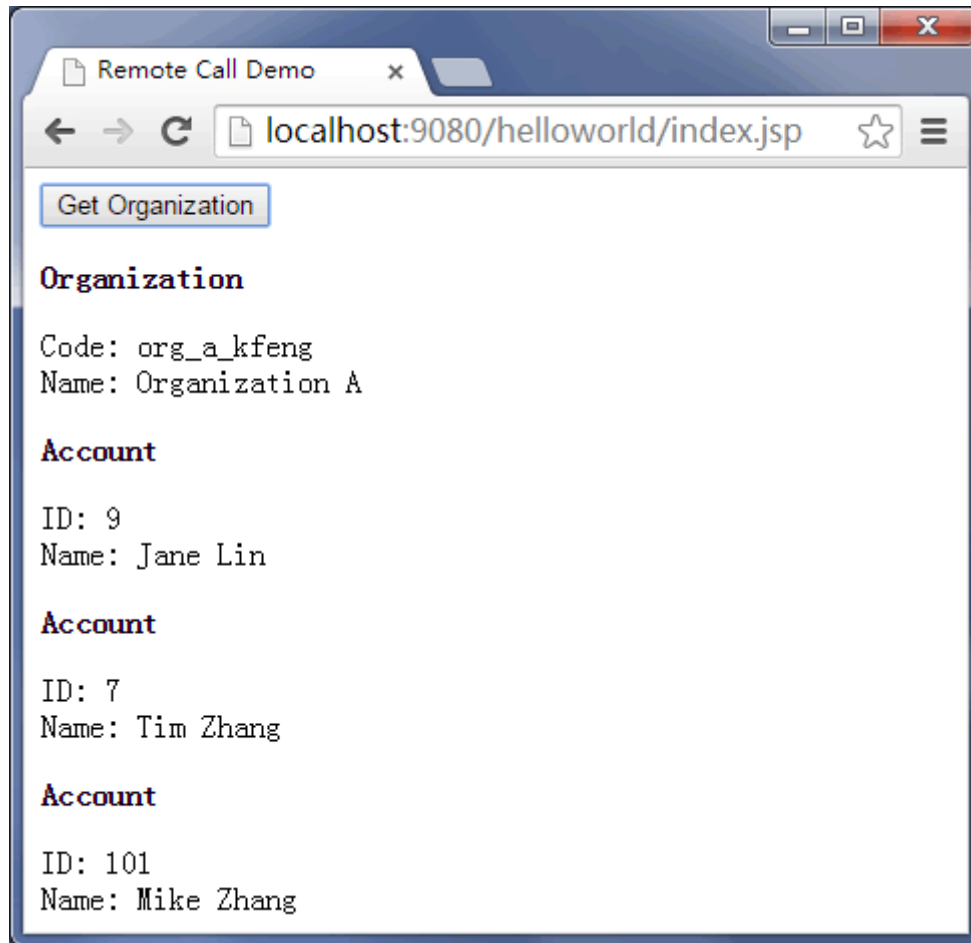 Remote Call Demo
localhost:9080/helloworld/index.jsp
Get Organization
Organization
Code: org_a_kfeng
Name: Organization A
Account
ID: 9
Name: Jane Lin
Account
ID: 7
Name: Tim Zhang
Account
ID: 101
Name: Mike Zhang